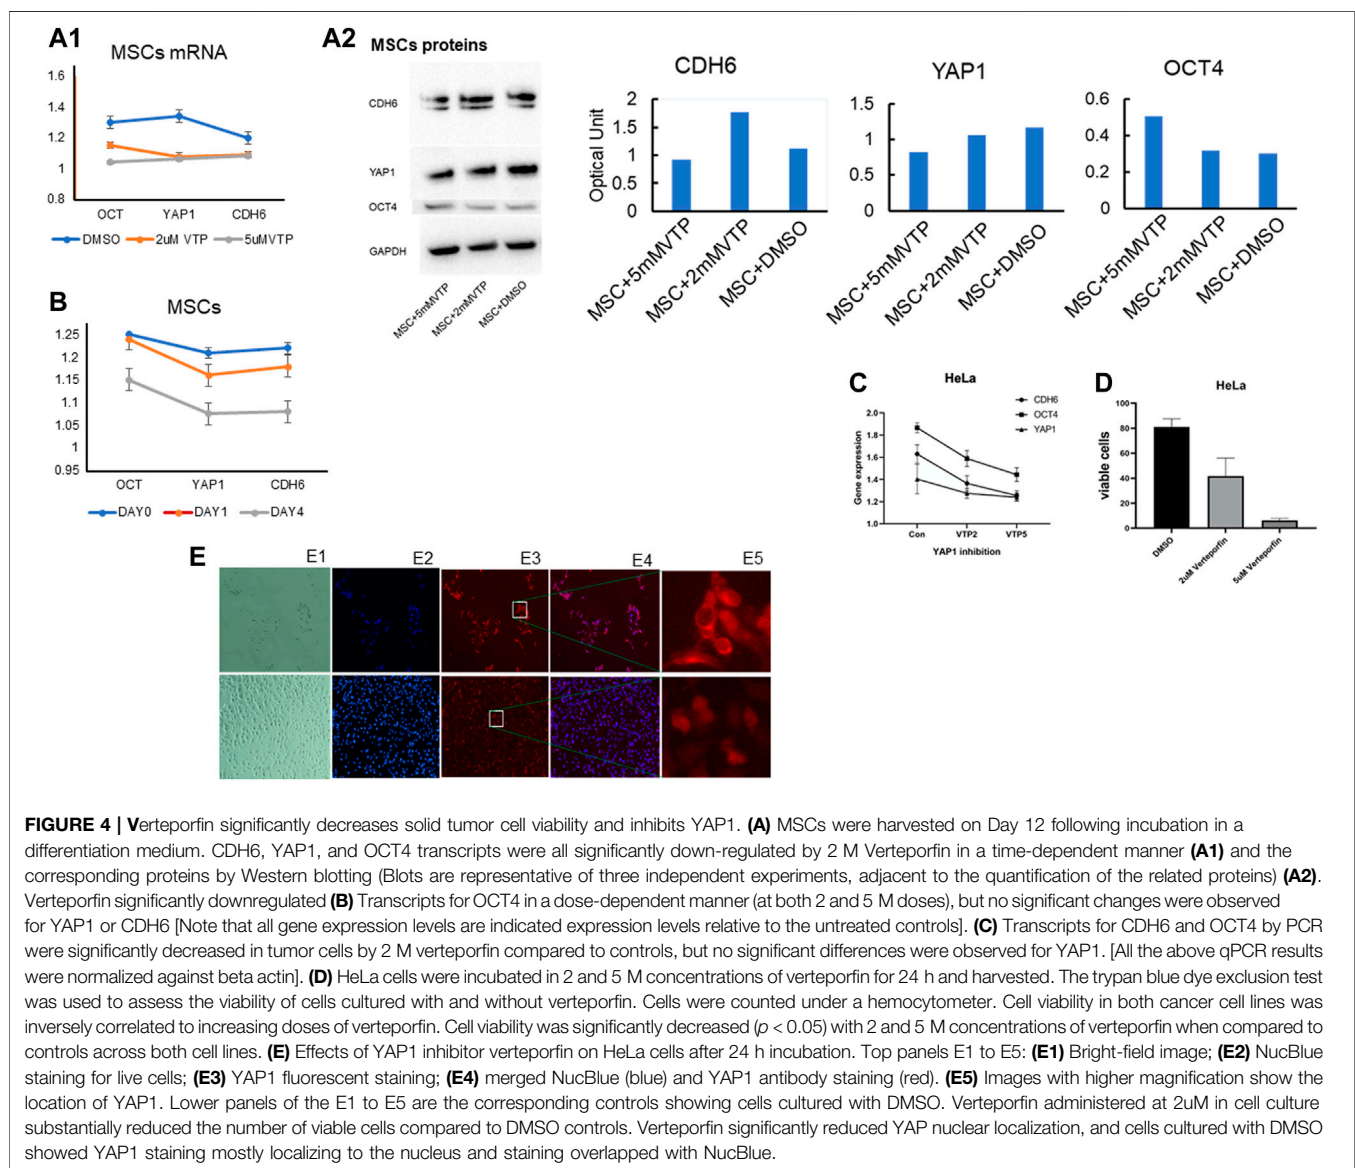 A1
MSCs mRNA
1.6
1.4
1.2
1
0.8
OCT YAP1 CDH6
DMSO 2uM VTP 5uMVTP
A2 MSCs proteins
CDH6
YAP1
OCT4
GAPDH
MSC+5mMVTP
MSC+2mMVTP
MSC+DMSO
CDH6
Optical Unit
2
1.5
1
0.5
0
MSC+5mMVTP
MSC+2mMVTP
MSC+DMSO
YAP1
1.5
1
0.5
0
MSC+5mMVTP
MSC+2mMVTP
MSC+DMSO
OCT4
0.6
0.4
0.2
0
MSC+5mMVTP
MSC+2mMVTP
MSC+DMSO
B
MSCs
1.25
1.2
1.15
1.1
1.05
1
0.95
OCT YAP1 CDH6
DAY0 DAY1 DAY4
C
HeLa
CDH6
OCT4
YAP1
Gene expression
2.0
1.8
1.6
1.4
1.2
1.0
Con VTP2 VTP5
YAP1 inhibition
D
HeLa
viable cells
100
80
60
40
20
0
DMSO
2uM Verteporfin
5uM Verteporfin
E E1 E2 E3 E4 E5
FIGURE 4 | Verteporfin significantly decreases solid tumor cell viability and inhibits YAP1. (A) MSCs were harvested on Day 12 following incubation in a
differentiation medium. CDH6, YAP1, and OCT4 transcripts were all significantly down-regulated by 2 M Verteporfin in a time-dependent manner (A1) and the
corresponding proteins by Western blotting (Blots are representative of three independent experiments, adjacent to the quantification of the related proteins) (A2).
Verteporfin significantly downregulated (B) Transcripts for OCT4 in a dose-dependent manner (at both 2 and 5 M doses), but no significant changes were observed
for YAP1 or CDH6 [Note that all gene expression levels are indicated expression levels relative to the untreated controls]. (C) Transcripts for CDH6 and OCT4 by PCR
were significantly decreased in tumor cells by 2 M verteporfin compared to controls, but no significant differences were observed for YAP1. [All the above qPCR results
were normalized against beta actin]. (D) HeLa cells were incubated in 2 and 5 M concentrations of verteporfin for 24 h and harvested. The trypan blue dye exclusion test
was used to assess the viability of cells cultured with and without verteporfin. Cells were counted under a hemocytometer. Cell viability in both cancer cell lines was
inversely correlated to increasing doses of verteporfin. Cell viability was significantly decreased (p < 0.05) with 2 and 5 M concentrations of verteporfin when compared to
controls across both cell lines. (E) Effects of YAP1 inhibitor verteporfin on HeLa cells after 24 h incubation. Top panels E1 to E5: (E1) Bright-field image; (E2) NucBlue
staining for live cells; (E3) YAP1 fluorescent staining; (E4) merged NucBlue (blue) and YAP1 antibody staining (red). (E5) Images with higher magnification show the
location of YAP1. Lower panels of the E1 to E5 are the corresponding controls showing cells cultured with DMSO. Verteporfin administered at 2uM in cell culture
substantially reduced the number of viable cells compared to DMSO controls. Verteporfin significantly reduced YAP nuclear localization, and cells cultured with DMSO
showed YAP1 staining mostly localizing to the nucleus and staining overlapped with NucBlue.